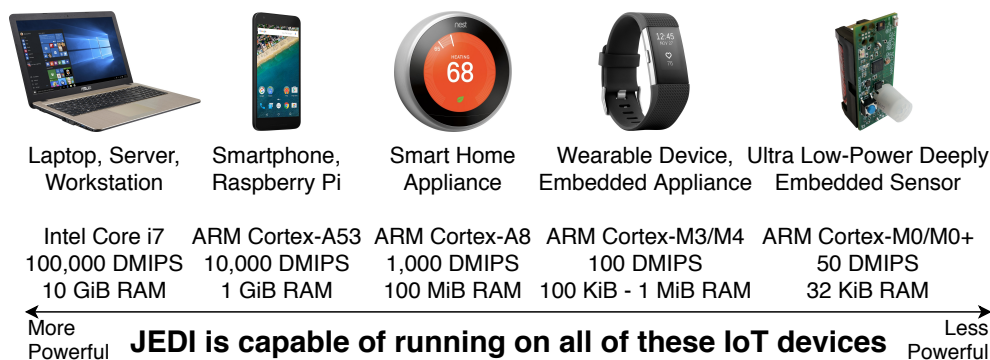 nest
HEATING
68
12:45
Laptop, Server,
Workstation
Smartphone,
Raspberry Pi
Smart Home
Appliance
Wearable Device,
Embedded Appliance
Ultra Low-Power Deeply
Embedded Sensor
Intel Core i7
100,000 DMIPS
10 GiB RAM
ARM Cortex-A53
10,000 DMIPS
1 GiB RAM
ARM Cortex-A8
1,000 DMIPS
100 MiB RAM
ARM Cortex-M3/M4
100 DMIPS
100 KiB - 1 MiB RAM
ARM Cortex-M0/M0+
50 DMIPS
32 KiB RAM
More
Powerful
JEDI is capable of running on all of these IoT devices
Less
Powerful